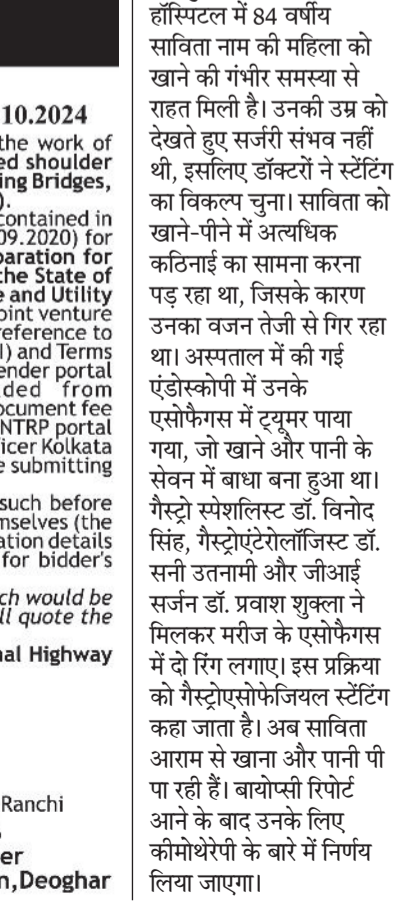 10.2024
the work of
ed shoulder
ing Bridges,
).
contained in
09.2020) for
paration for
the State of
e and Utility
oint venture
reference to
I) and Terms
ender portal
ded from
ocument fee
NTRP portal
icer Kolkata
e submitting
such before
mselves (the
ation details
for bidder's
ch would be
ll quote the
nal Highway
Ranchi
er
n,Deoghar
हॉस्पिटल में 84 वर्षीय
साविता नाम की महिला को
खाने की गंभीर समस्या से
राहत मिली है। उनकी उम्र को
देखते हुए सर्जरी संभव नहीं
थी, इसलिए डॉक्टरों ने स्टेंटिंग
का विकल्प चुना। साविता को
खाने-पीने में अत्यधिक
कठिनाई का सामना करना
पड़ रहा था, जिसके कारण
उनका वजन तेजी से गिर रहा
था। अस्पताल में की गई
एंडोस्कोपी में उनके
एसोफैगस में ट्यूमर पाया
गया, जो खाने और पानी के
सेवन में बाधा बना हुआ था।
गैस्ट्रो स्पेशलिस्ट डॉ. विनोद
सिंह, गैस्ट्रोएंटेरोलॉजिस्ट डॉ.
सनी उतनामी और जीआई
सर्जन डॉ. प्रवाश शुक्ला ने
मिलकर मरीज के एसोफैगस
में दो रिंग लगाए। इस प्रक्रिया
को गैस्ट्रोएसोफेजियल स्टेंटिंग
कहा जाता है। अब साविता
आराम से खाना और पानी पी
पा रही हैं। बायोप्सी रिपोर्ट
आने के बाद उनके लिए
कीमोथेरेपी के बारे में निर्णय
लिया जाएगा।